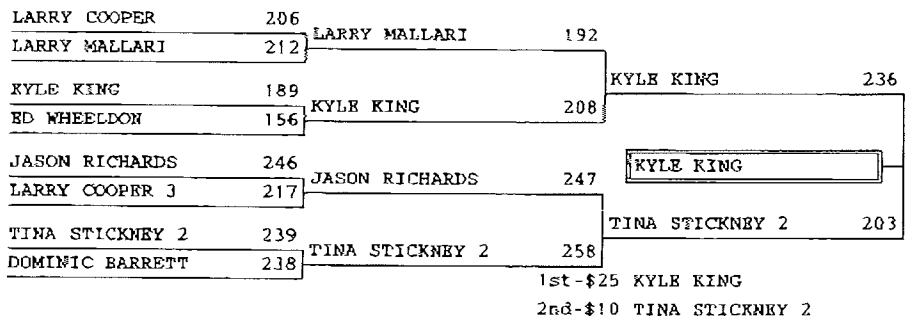 LARRY COOPER 206
LARRY MALLARI 212
LARRY MALLARI 192
KYLE KING 189
ED WHEELDON 156
KYLE KING 208
KYLE KING 236
JASON RICHARDS 246
LARRY COOPER 3 217
JASON RICHARDS 247
KYLE KING
TINA STICKNEY 2 239
DOMINIC BARRETT 238
TINA STICKNEY 2 258
TINA STICKNEY 2 203
1st-$25 KYLE KING
2nd-$10 TINA STICKNEY 2